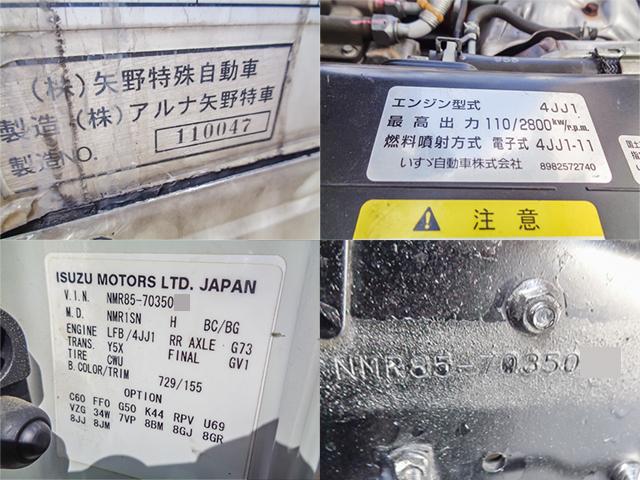 (株)矢野特殊自動車
製造 (株)アルナ矢野特車
製造NO. 110047
エンジン型式 4JJ1
最高出力 110/2800kw/r.p.m.
燃料噴射方式 電子式 4JJ1-11
いすゞ自動車株式会社 8982572740
注意
ISUZU MOTORS LTD. JAPAN
V.I.N. NMR85-70350
M.D. NMR1SN H BC/BG
ENGINE LFB/4JJ1
TRANS. Y5X RR AXLE G73
TIRE CWU FINAL GV1
B.COLOR/TRIM 729/155
OPTION
C60 FF0 G50 K44 RPV U69
VZG 34W 7VP 8BM 8GJ 8GR
8JJ 8JM
NMR85-70350